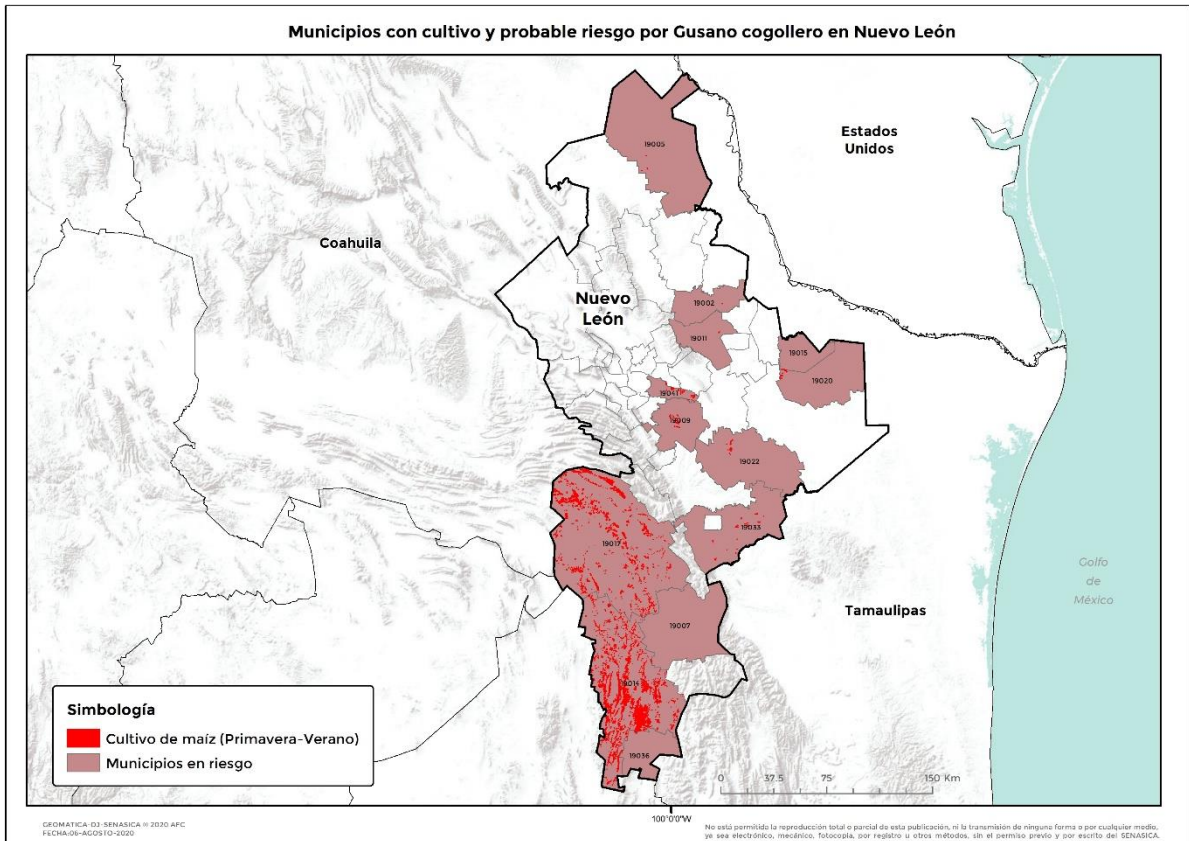 Municipios con cultivo y probable riesgo por Gusano cogollero en Nuevo León
Estados
Unidos
19005
Coahuila
Nuevo
León
19002
19011
19015
19020
19041
19009
19022
19033
19017
Golfo
de
México
Tamaulipas
19007
19014
19036
Simbología
Cultivo de maíz (Primavera-Verano)
Municipios en riesgo
0 37.5 75 150 Km
100°0'0"W
GEOMATICA-DJ-SENASICA © 2020 AFC
FECHA:06-AGOSTO-2020
No está permitida la reproducción total o parcial de esta publicación, ni la transmisión de ninguna forma o por cualquier medio,
ya sea electrónico, mecánico, fotocopia, por registro u otros métodos, sin el permiso previo y por escrito del SENASICA.